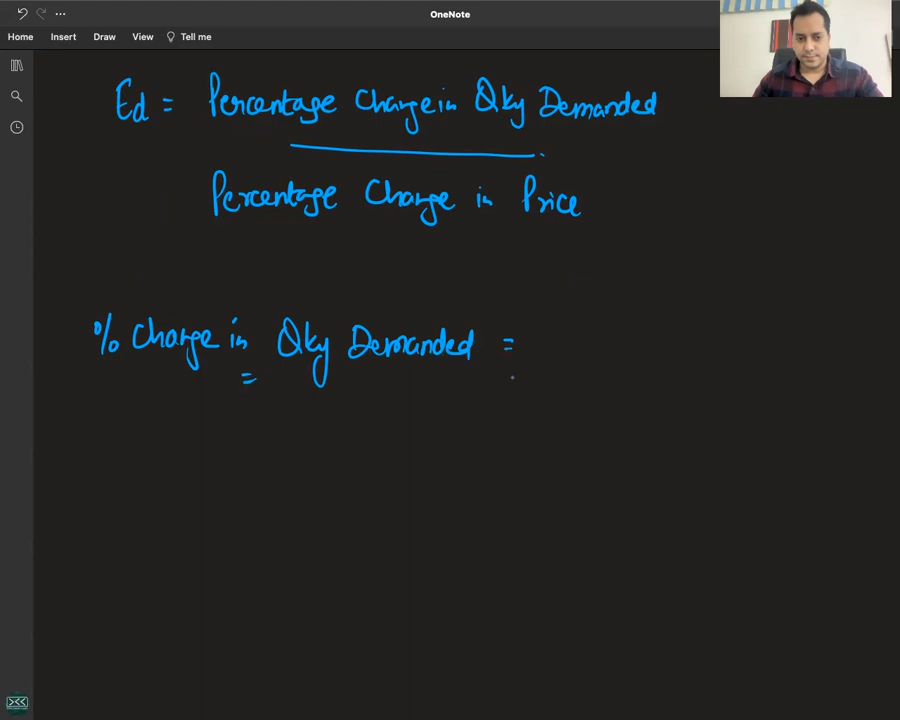 OneNote
Home Insert Draw View Tell me
Ed = Percentage Change in Qty Demanded
Percentage Change in Price
% Change in Qty Demanded =
=